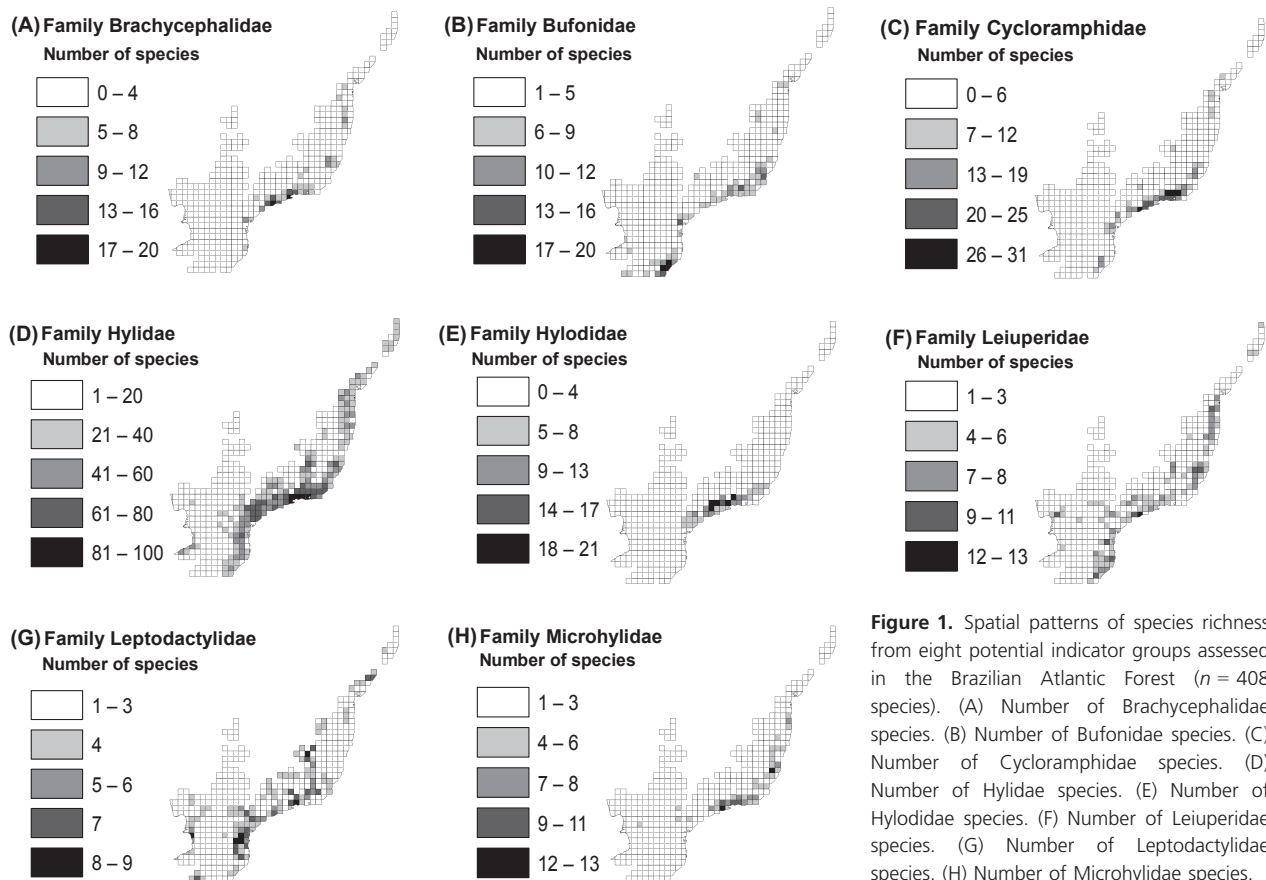 (A) Family Brachycephalidae
Number of species
0 – 4
5 – 8
9 – 12
13 – 16
17 – 20
(B) Family Bufonidae
Number of species
1 – 5
6 – 9
10 – 12
13 – 16
17 – 20
(C) Family Cycloramphidae
Number of species
0 – 6
7 – 12
13 – 19
20 – 25
26 – 31
(D) Family Hylidae
Number of species
1 – 20
21 – 40
41 – 60
61 – 80
81 – 100
(E) Family Hylodidae
Number of species
0 – 4
5 – 8
9 – 13
14 – 17
18 – 21
(F) Family Leiuperidae
Number of species
1 – 3
4 – 6
7 – 8
9 – 11
12 – 13
(G) Family Leptodactylidae
Number of species
1 – 3
4
5 – 6
7
8 – 9
(H) Family Microhylidae
Number of species
1 – 3
4 – 6
7 – 8
9 – 11
12 – 13
Figure 1. Spatial patterns of species richness
from eight potential indicator groups assessed
in the Brazilian Atlantic Forest (n = 408
species). (A) Number of Brachycephalidae
species. (B) Number of Bufonidae species. (C)
Number of Cycloramphidae species. (D)
Number of Hylidae species. (E) Number of
Hylodidae species. (F) Number of Leiuperidae
species. (G) Number of Leptodactylidae
species. (H) Number of Microhylidae species.